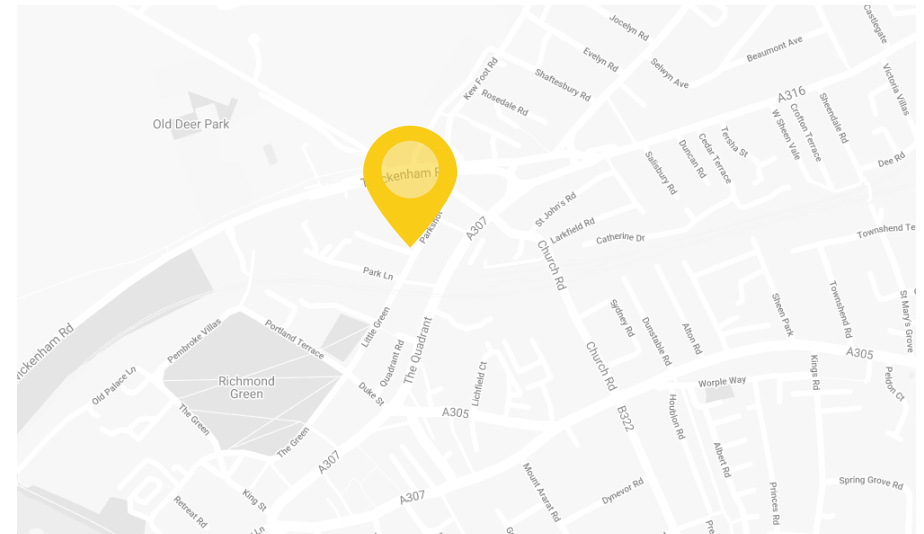 Jocelyn Rd
Castlegate
Evelyn Rd
Beaumont Ave
Kew Foot Rd
Shaftesbury Rd
Selwyn Ave
Victoria Villas
Rosedale Rd
A316
Old Deer Park
Crofton Terrace
Sheendale Rd
W Sheen Vale
Tersha St
Cedar Terrace
Duncan Rd
Salisbury Rd
Dee Rd
Parkshot
A307
St John's Rd
Larkfield Rd
Catherine Dr
Church Rd
Townshend Te
Park Ln
Little Green
Sydney Rd
Dunstable Rd
Alton Rd
Sheen Park
Townshend Rd
St Mary's Grove
Pembroke Villas
Portland Terrace
Quadrant Rd
The Quadrant
Church Rd
A305
Old Palace Ln
Richmond
Green
Duke St
Lichfield Ct
Worple Way
Kings Rd
Peldon Ct
The Green
A305
B322
Houblon Rd
The Green
Albert Rd
A307
A307
King St
Mount Ararat Rd
Dynevor Rd
Princes Rd
Spring Grove Rd
Retreat Rd